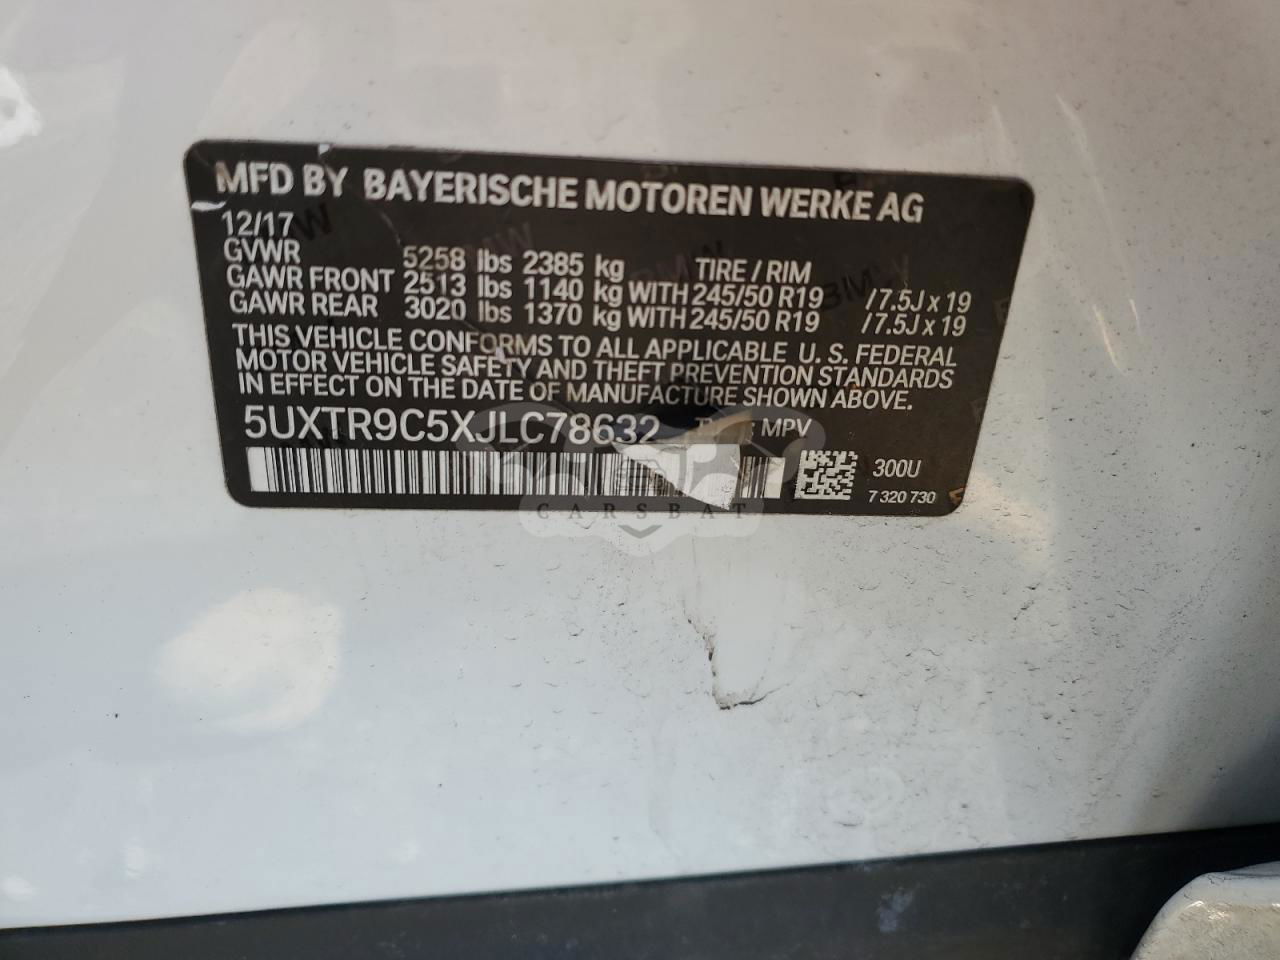 MFD BY BAYERISCHE MOTOREN WERKE AG
12/17
GVWR 5258 lbs 2385 kg TIRE / RIM
GAWR FRONT 2513 lbs 1140 kg WITH 245/50 R19 / 7.5J x 19
GAWR REAR 3020 lbs 1370 kg WITH 245/50 R19 / 7.5J x 19
THIS VEHICLE CONFORMS TO ALL APPLICABLE U. S. FEDERAL
MOTOR VEHICLE SAFETY AND THEFT PREVENTION STANDARDS
IN EFFECT ON THE DATE OF MANUFACTURE SHOWN ABOVE.
5UXTR9C5XJLC78632 MPV
300U
7 320 730
CARSBAT